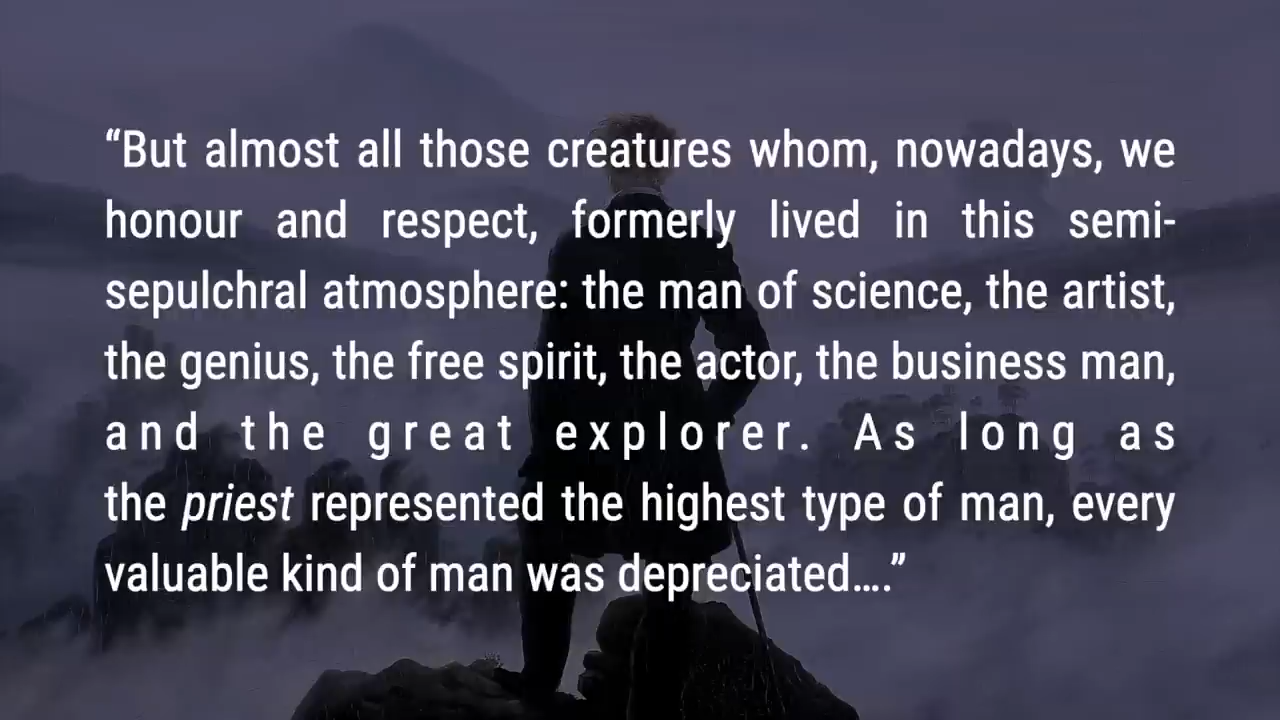 “But almost all those creatures whom, nowadays, we
honour and respect, formerly lived in this semi-
sepulchral atmosphere: the man of science, the artist,
the genius, the free spirit, the actor, the business man,
and the great explorer. As long as
the priest represented the highest type of man, every
valuable kind of man was depreciated….”